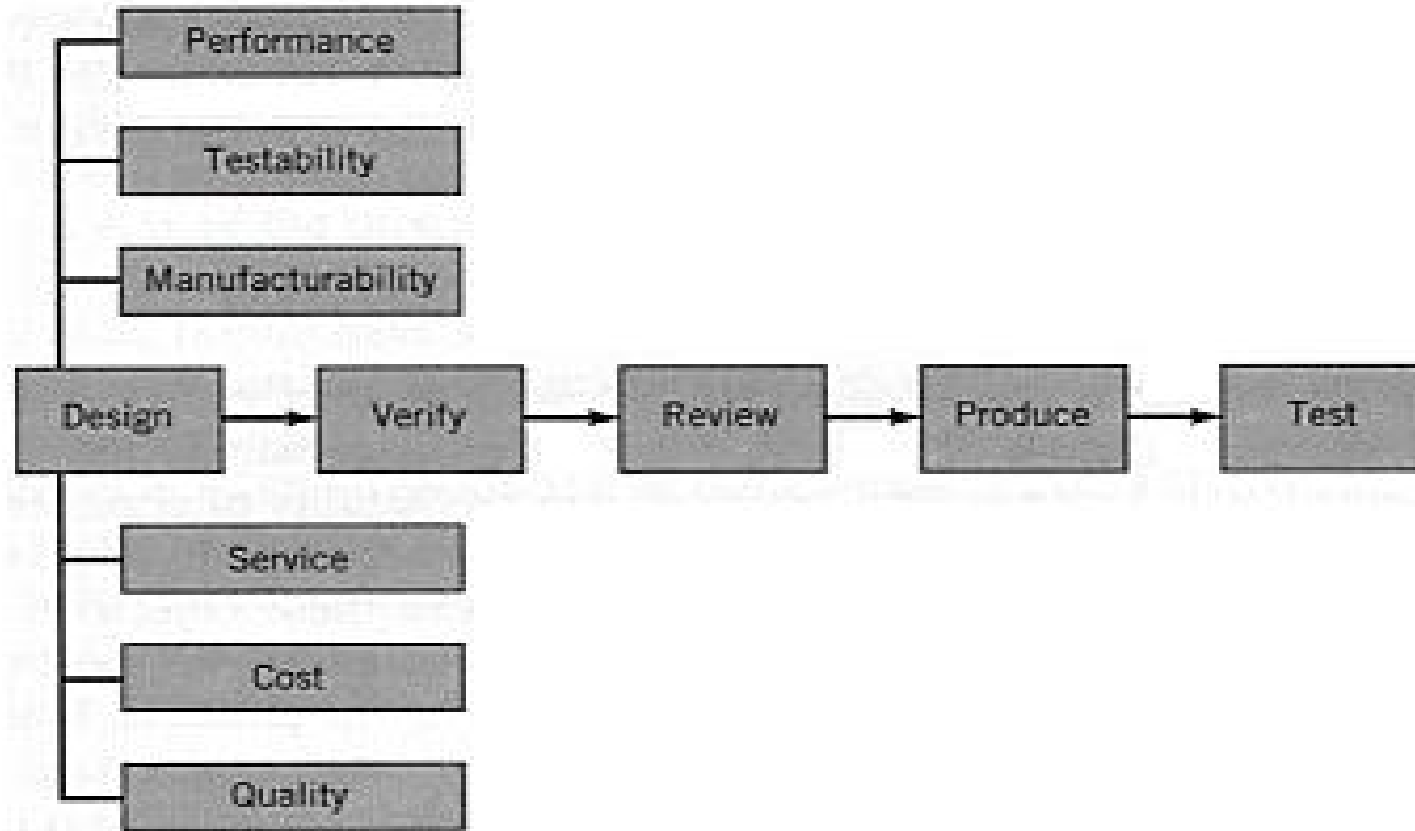 Performance
Testability
Manufacturability
Design
Verify
Review
Produce
Test
Service
Cost
Quality